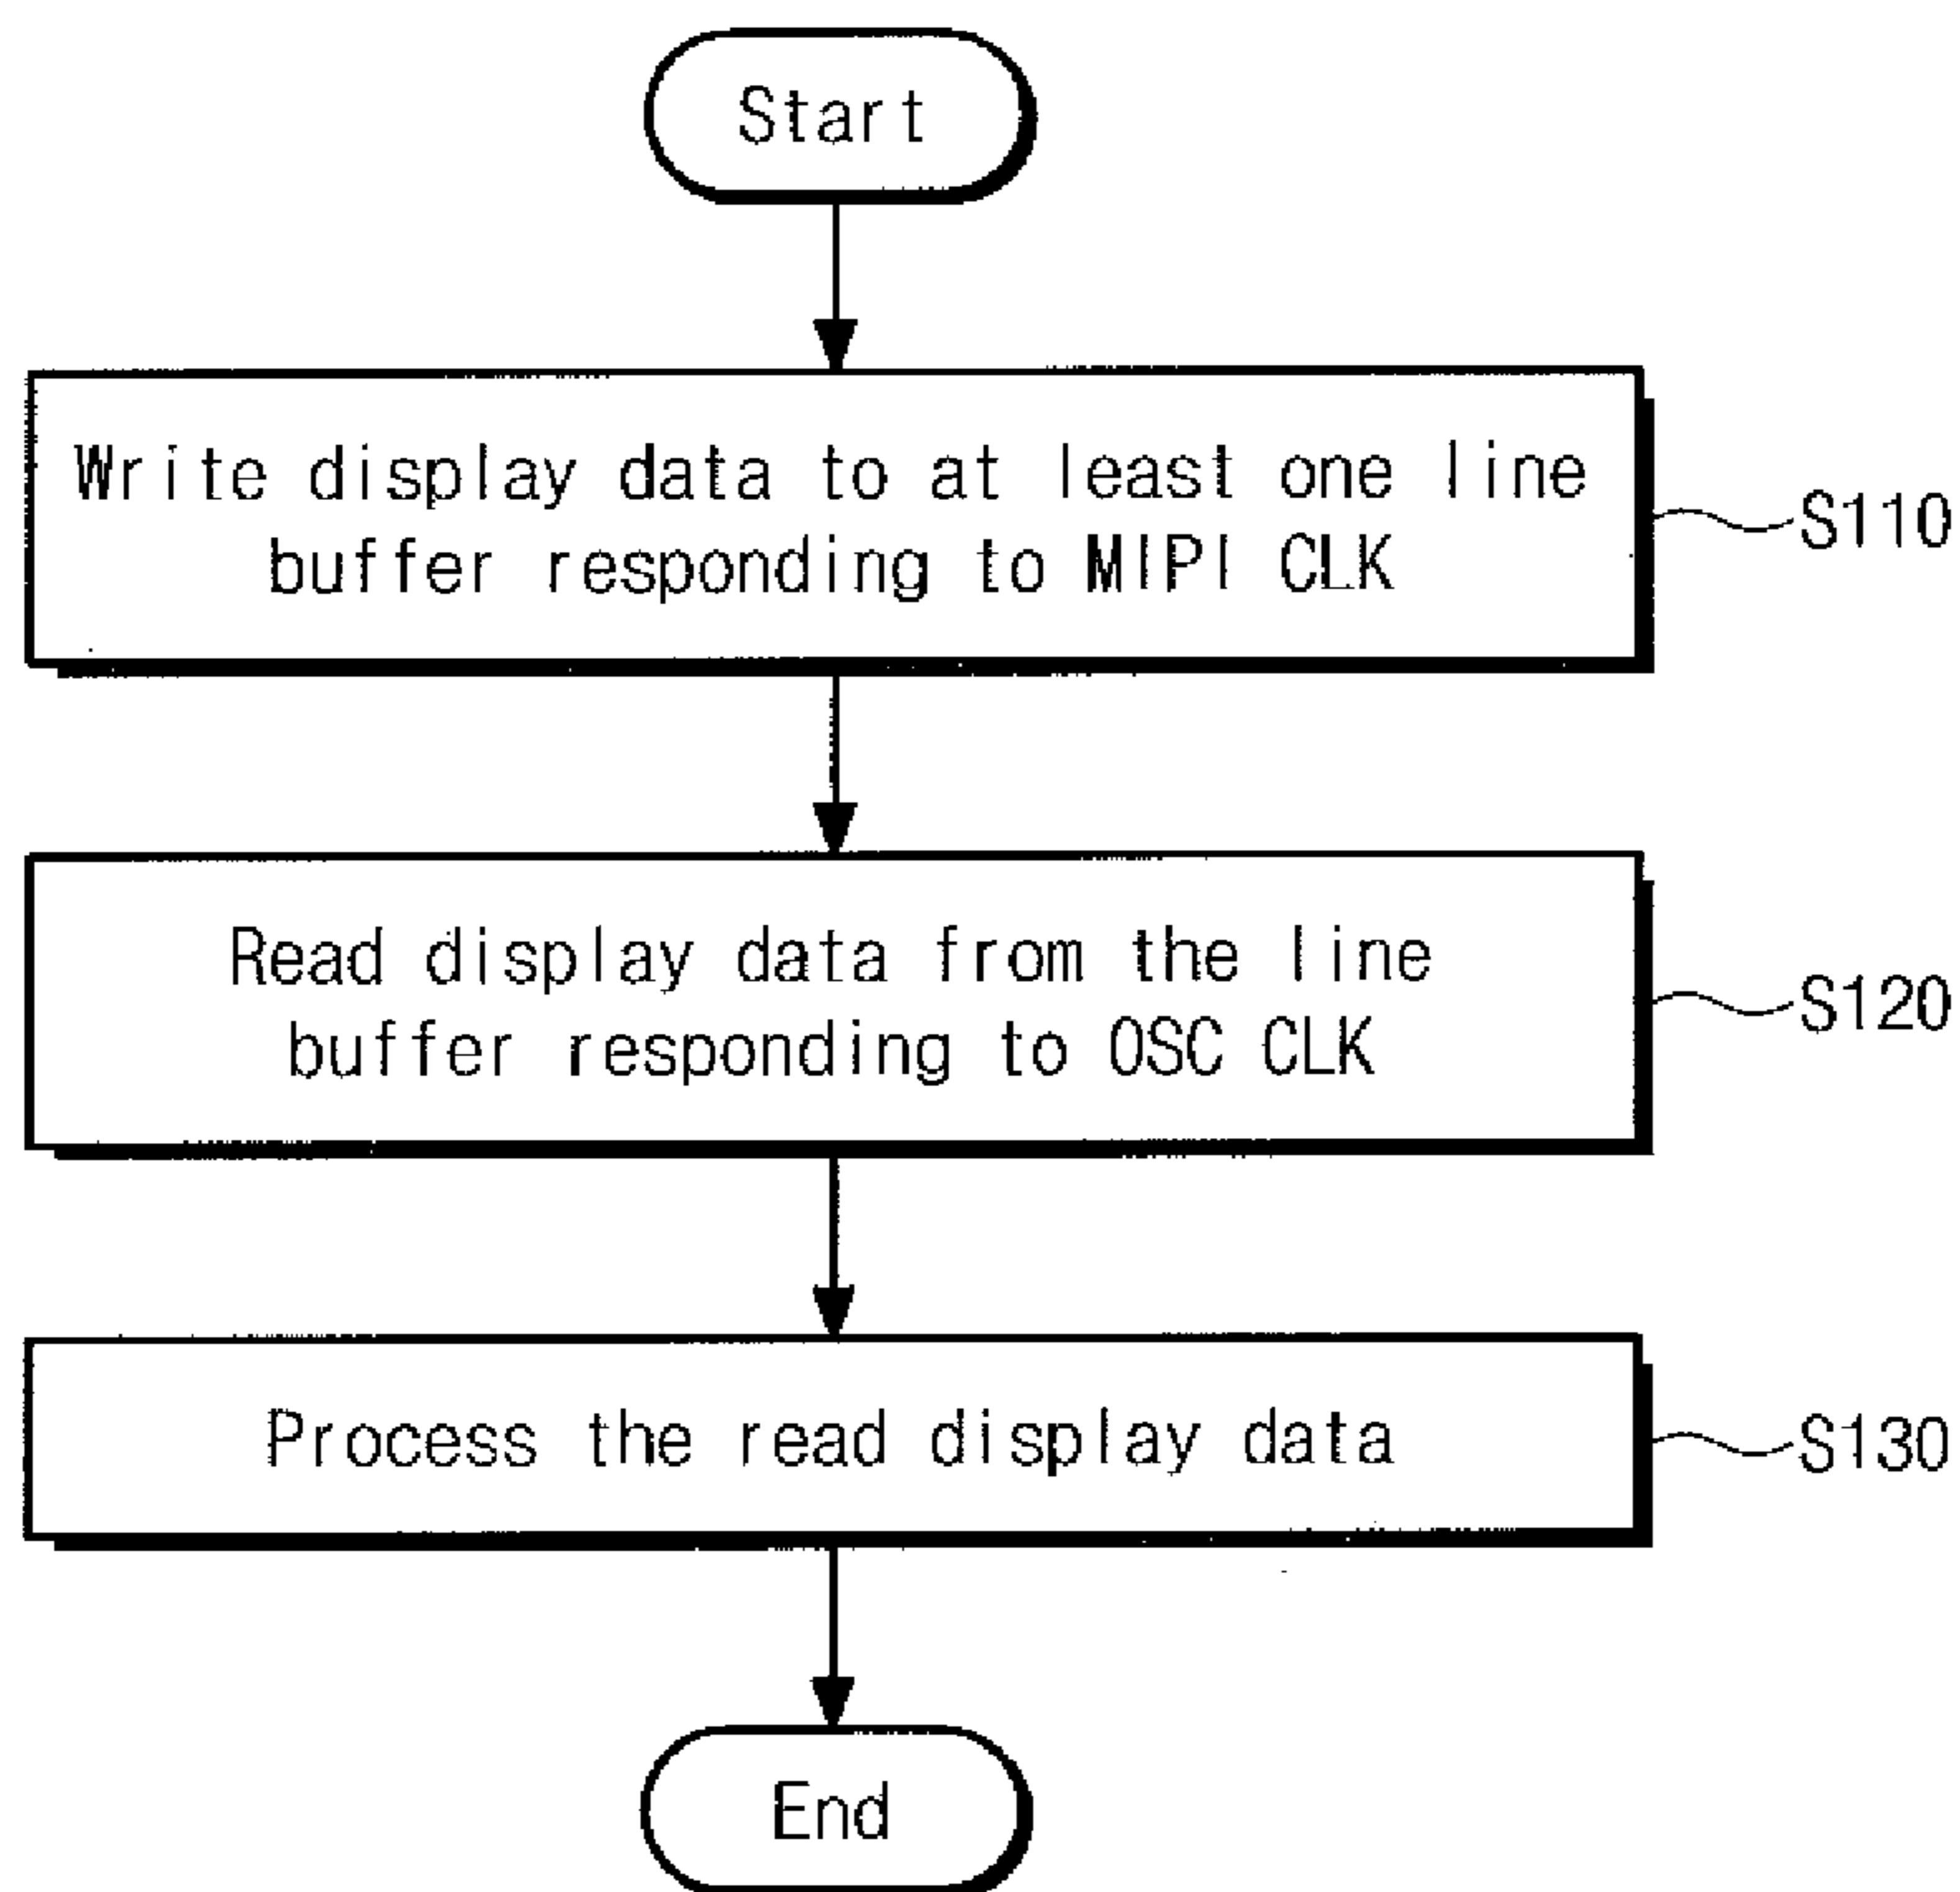 Start
Write display data to at least one line
buffer responding to MIPI CLK
S110
Read display data from the line
buffer responding to OSC CLK
S120
Process the read display data
S130
End